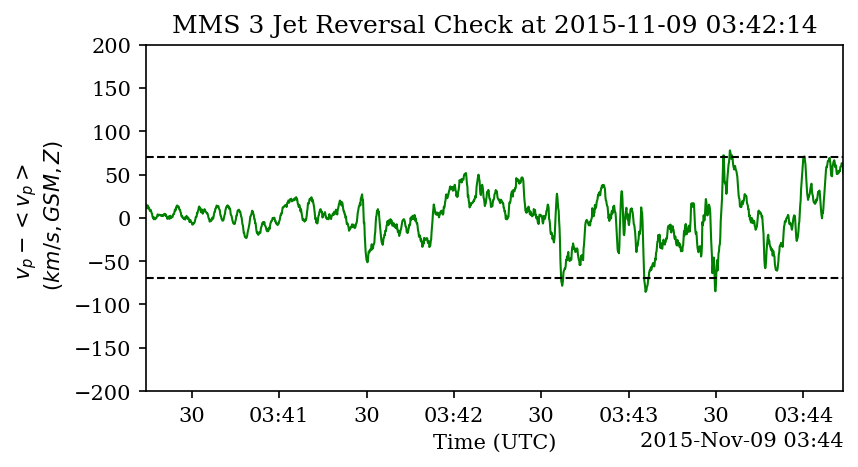 MMS 3 Jet Reversal Check at 2015-11-09 03:42:14
200
150
100
50
0
−50
−100
−150
−200
v_p − < v_p >
(km/s, GSM, Z)
30 03:41 30 03:42 30 03:43 30 03:44
Time (UTC)
2015-Nov-09 03:44